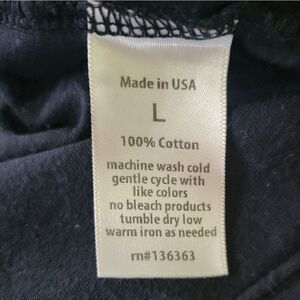 Made in USA
L
100% Cotton
machine wash cold
gentle cycle with
like colors
no bleach products
tumble dry low
warm iron as needed
rn#136363